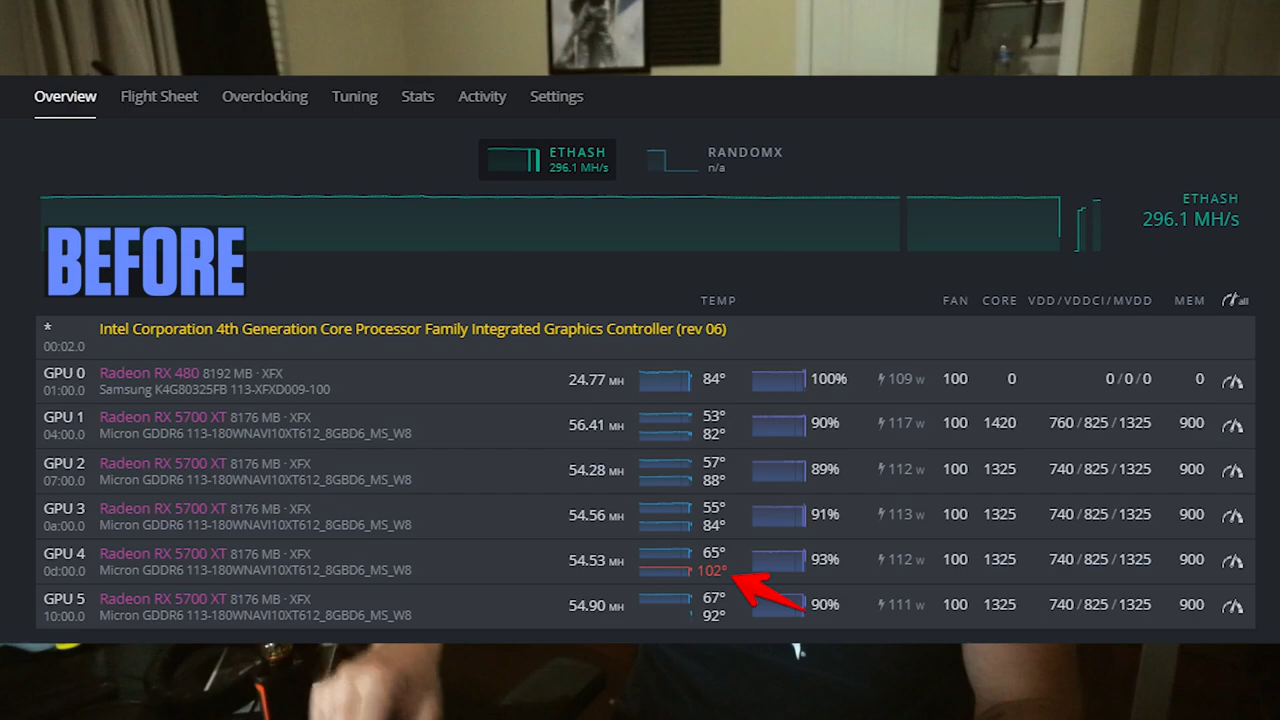 Overview Flight Sheet Overclocking Tuning Stats Activity Settings
ETHASH
296.1 MH/s
RANDOMX
n/a
ETHASH
296.1 MH/s
BEFORE
TEMP FAN CORE VDD/VDDCI/MVDD MEM all
* Intel Corporation 4th Generation Core Processor Family Integrated Graphics Controller (rev 06)
00:02.0
GPU 0 Radeon RX 480 8192 MB · XFX 24.77 MH 84° 100% 109 w 100 0 0/0/0 0
01:00.0 Samsung K4G80325FB 113-XFXD009-100
GPU 1 Radeon RX 5700 XT 8176 MB · XFX 56.41 MH 53° 90% 117 w 100 1420 760/825/1325 900
04:00.0 Micron GDDR6 113-180WNAVI10XT612_8GBD6_MS_W8 82°
GPU 2 Radeon RX 5700 XT 8176 MB · XFX 54.28 MH 57° 89% 112 w 100 1325 740/825/1325 900
07:00.0 Micron GDDR6 113-180WNAVI10XT612_8GBD6_MS_W8 88°
GPU 3 Radeon RX 5700 XT 8176 MB · XFX 54.56 MH 55° 91% 113 w 100 1325 740/825/1325 900
0a:00.0 Micron GDDR6 113-180WNAVI10XT612_8GBD6_MS_W8 84°
GPU 4 Radeon RX 5700 XT 8176 MB · XFX 54.53 MH 65° 93% 112 w 100 1325 740/825/1325 900
0d:00.0 Micron GDDR6 113-180WNAVI10XT612_8GBD6_MS_W8 102°
GPU 5 Radeon RX 5700 XT 8176 MB · XFX 54.90 MH 67° 90% 111 w 100 1325 740/825/1325 900
10:00.0 Micron GDDR6 113-180WNAVI10XT612_8GBD6_MS_W8 92°